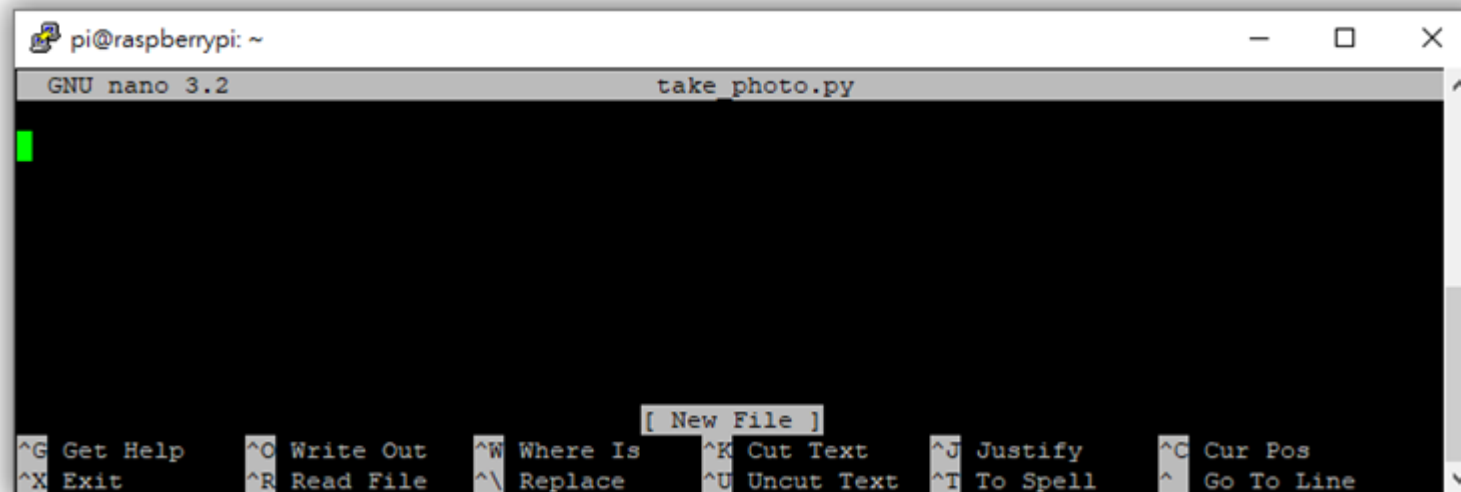 pi@raspberrypi: ~
GNU nano 3.2 take_photo.py
[ New File ]
^G Get Help ^O Write Out ^W Where Is ^K Cut Text ^J Justify ^C Cur Pos
^X Exit ^R Read File ^\ Replace ^U Uncut Text ^T To Spell ^ Go To Line